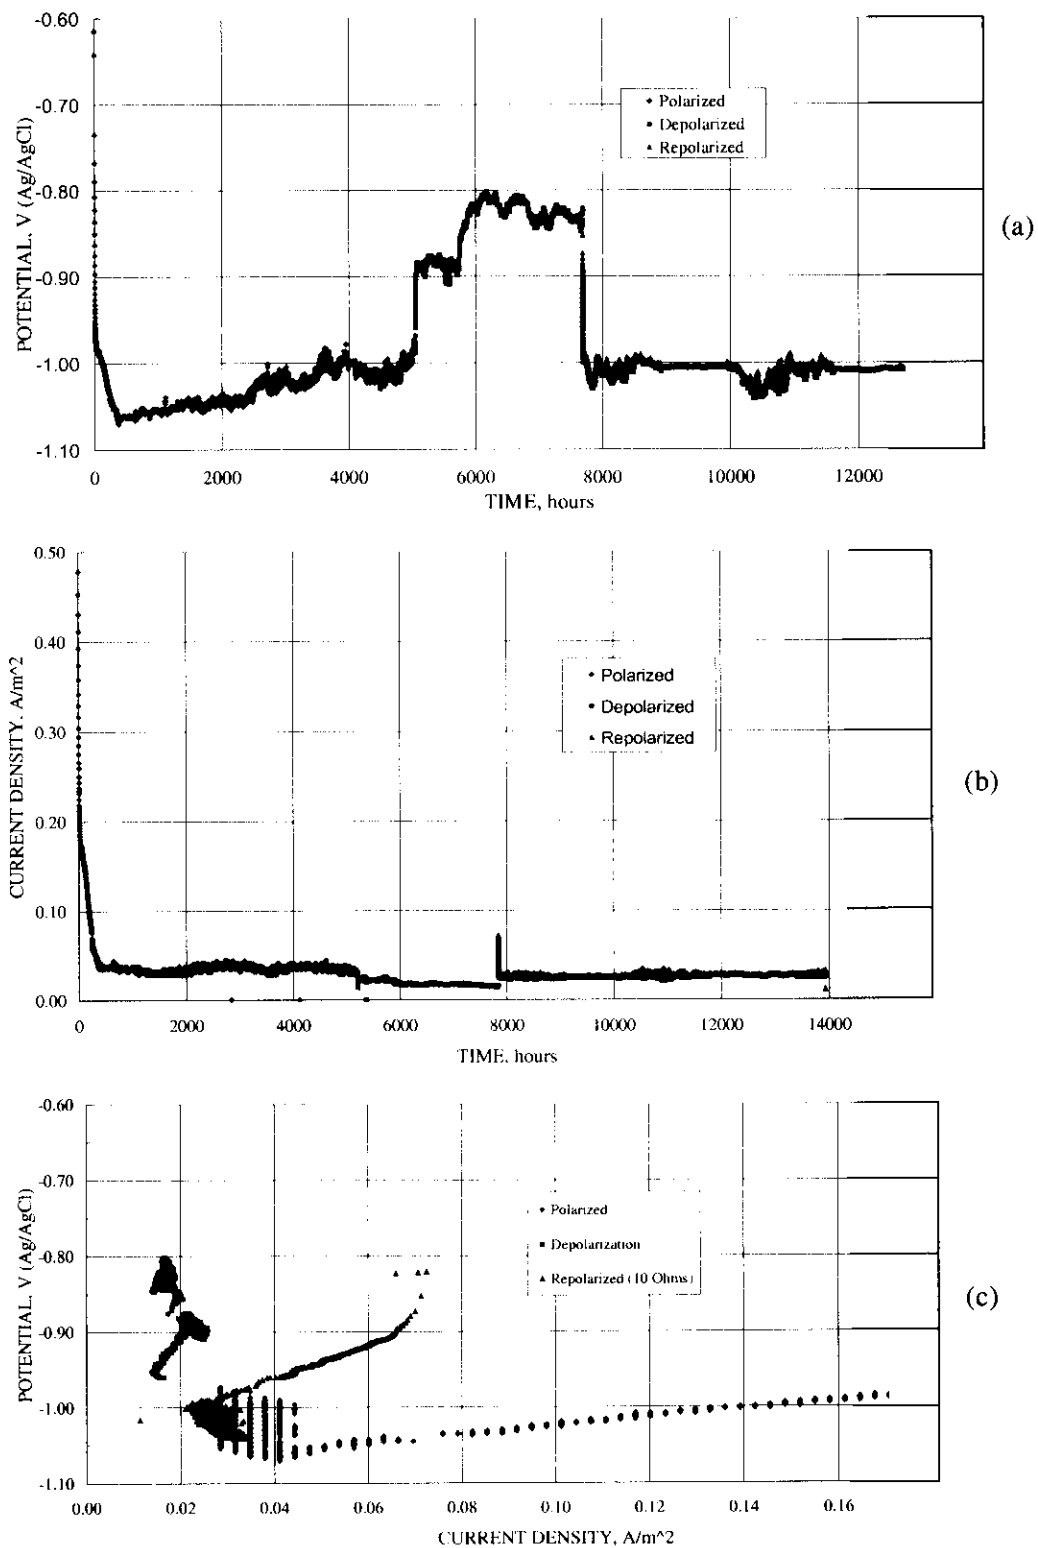 -0.60
-0.70
-0.80
-0.90
-1.00
-1.10
POTENTIAL, V (Ag/AgCl)
Polarized
Depolarized
Repolarized
(a)
0 2000 4000 6000 8000 10000 12000
TIME, hours
0.50
0.40
0.30
0.20
0.10
0.00
CURRENT DENSITY, A/m^2
Polarized
Depolarized
Repolarized
(b)
0 2000 4000 6000 8000 10000 12000 14000
TIME, hours
-0.60
-0.70
-0.80
-0.90
-1.00
-1.10
POTENTIAL, V (Ag/AgCl)
Polarized
Depolarization
Repolarized (10 Ohms)
(c)
0.00 0.02 0.04 0.06 0.08 0.10 0.12 0.14 0.16
CURRENT DENSITY, A/m^2